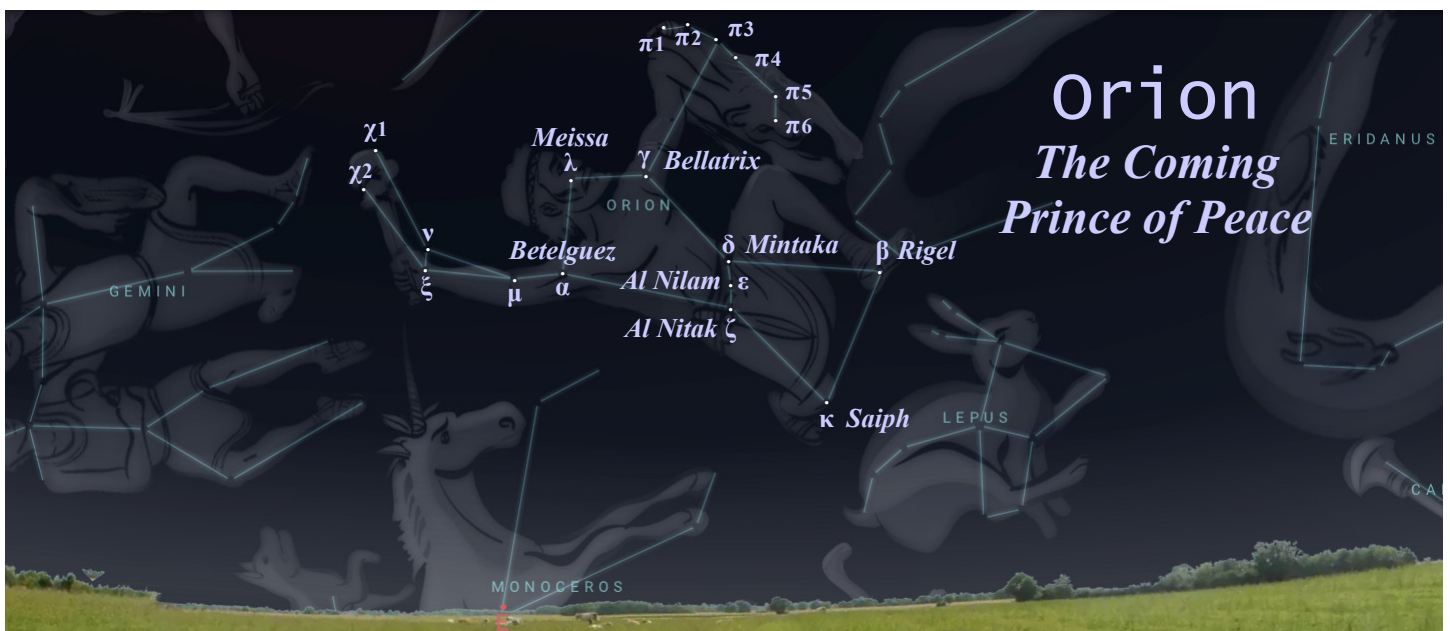 π1 π2 π3
π4
π5
π6
Orion
The Coming
Prince of Peace
ERIDANUS
χ1
χ2
Meissa
λ
γ Bellatrix
ORION
ν
Betelguez
δ Mintaka
β Rigel
GEMINI
ξ
μ
α
Al Nilam ε
Al Nitak ζ
κ Saiph
LEPUS
CA
MONOCEROS
E